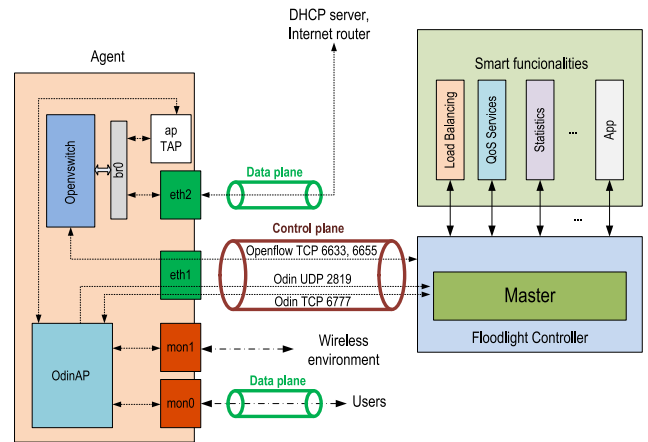 DHCP server,
Internet router
Agent
Smart funcionalities
Load Balancing
QoS Services
Statistics
...
App
ap
TAP
Openvswitch
br0
eth2
Data plane
Control plane
...
Openflow TCP 6633, 6655
eth1
Odin UDP 2819
Odin TCP 6777
Master
Floodlight Controller
OdinAP
mon1
Wireless
environment
Data plane
mon0
Users